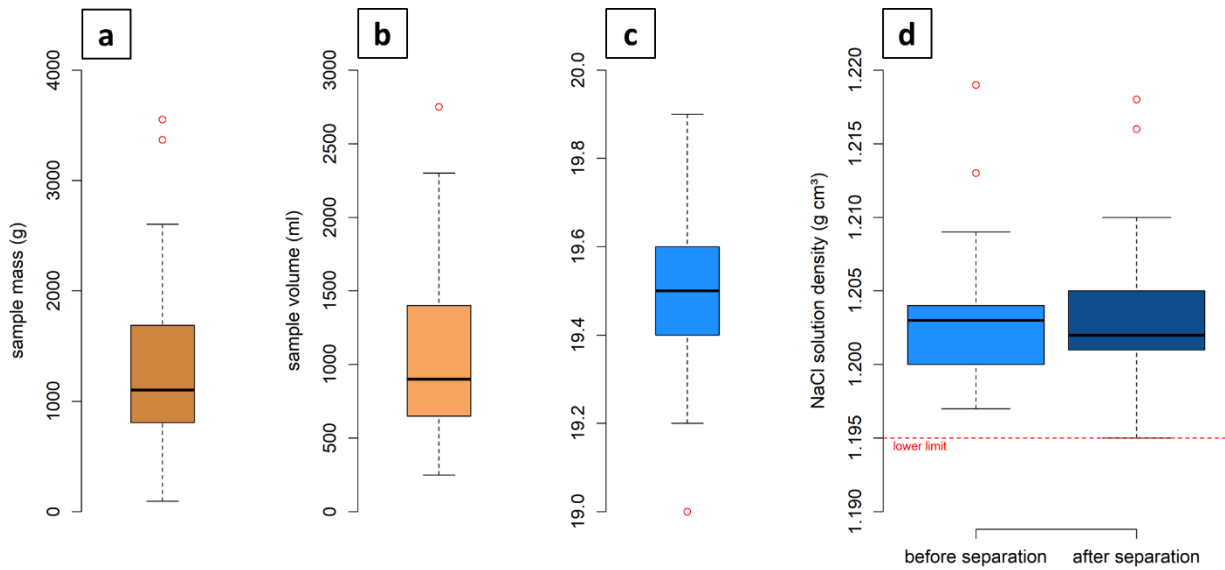 a
b
c
d
sample mass (g)
0
1000
2000
3000
4000
sample volume (ml)
0
500
1000
1500
2000
2500
3000
19.0
19.2
19.4
19.6
19.8
20.0
NaCl solution density (g cm³)
1.190
1.195
1.200
1.205
1.210
1.215
1.220
lower limit
before separation
after separation